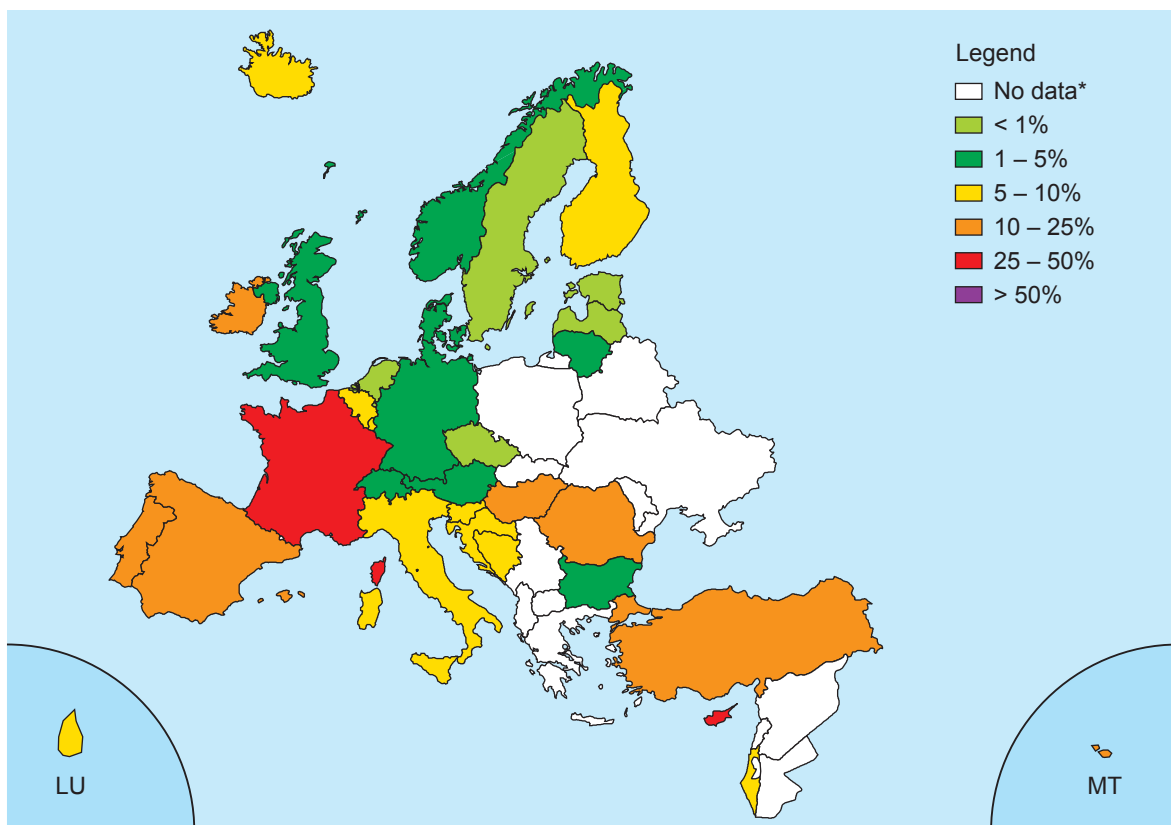 Legend
No data*
< 1%
1 – 5%
5 – 10%
10 – 25%
25 – 50%
> 50%
LU
MT